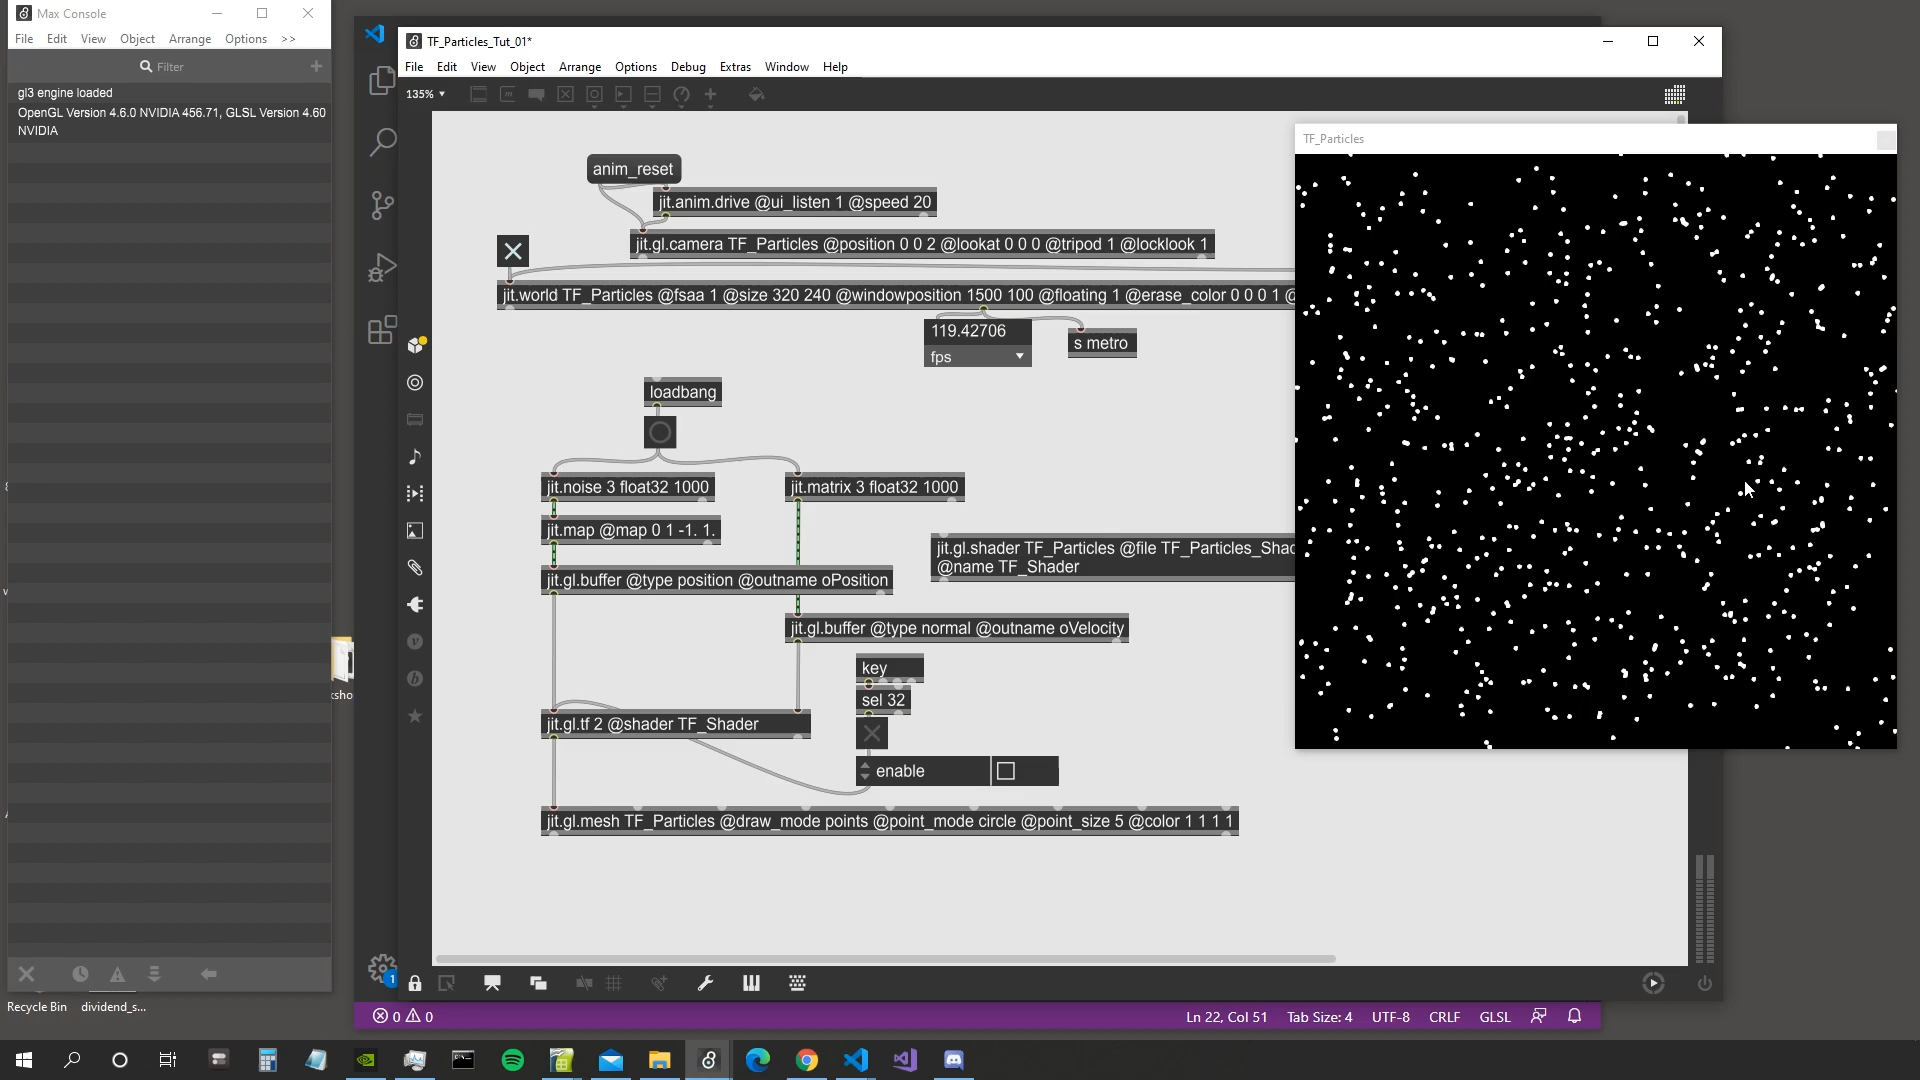 Max Console
File Edit View Object Arrange Options >>
Filter
gl3 engine loaded
OpenGL Version 4.6.0 NVIDIA 456.71, GLSL Version 4.60
NVIDIA
TF_Particles_Tut_01*
File Edit View Object Arrange Options Debug Extras Window Help
135%
anim_reset
jit.anim.drive @ui_listen 1 @speed 20
jit.gl.camera TF_Particles @position 0 0 2 @lookat 0 0 0 @tripod 1 @locklook 1
jit.world TF_Particles @fsaa 1 @size 320 240 @windowposition 1500 100 @floating 1 @erase_color 0 0 0 1 @
119.42706
fps
s metro
loadbang
jit.noise 3 float32 1000
jit.matrix 3 float32 1000
jit.map @map 0 1 -1. 1.
jit.gl.shader TF_Particles @file TF_Particles_Shad
@name TF_Shader
jit.gl.buffer @type position @outname oPosition
jit.gl.buffer @type normal @outname oVelocity
key
sel 32
jit.gl.tf 2 @shader TF_Shader
enable
jit.gl.mesh TF_Particles @draw_mode points @point_mode circle @point_size 5 @color 1 1 1 1
TF_Particles
ksho
1
Recycle Bin dividend_s...
0 0
Ln 22, Col 51 Tab Size: 4 UTF-8 CRLF GLSL